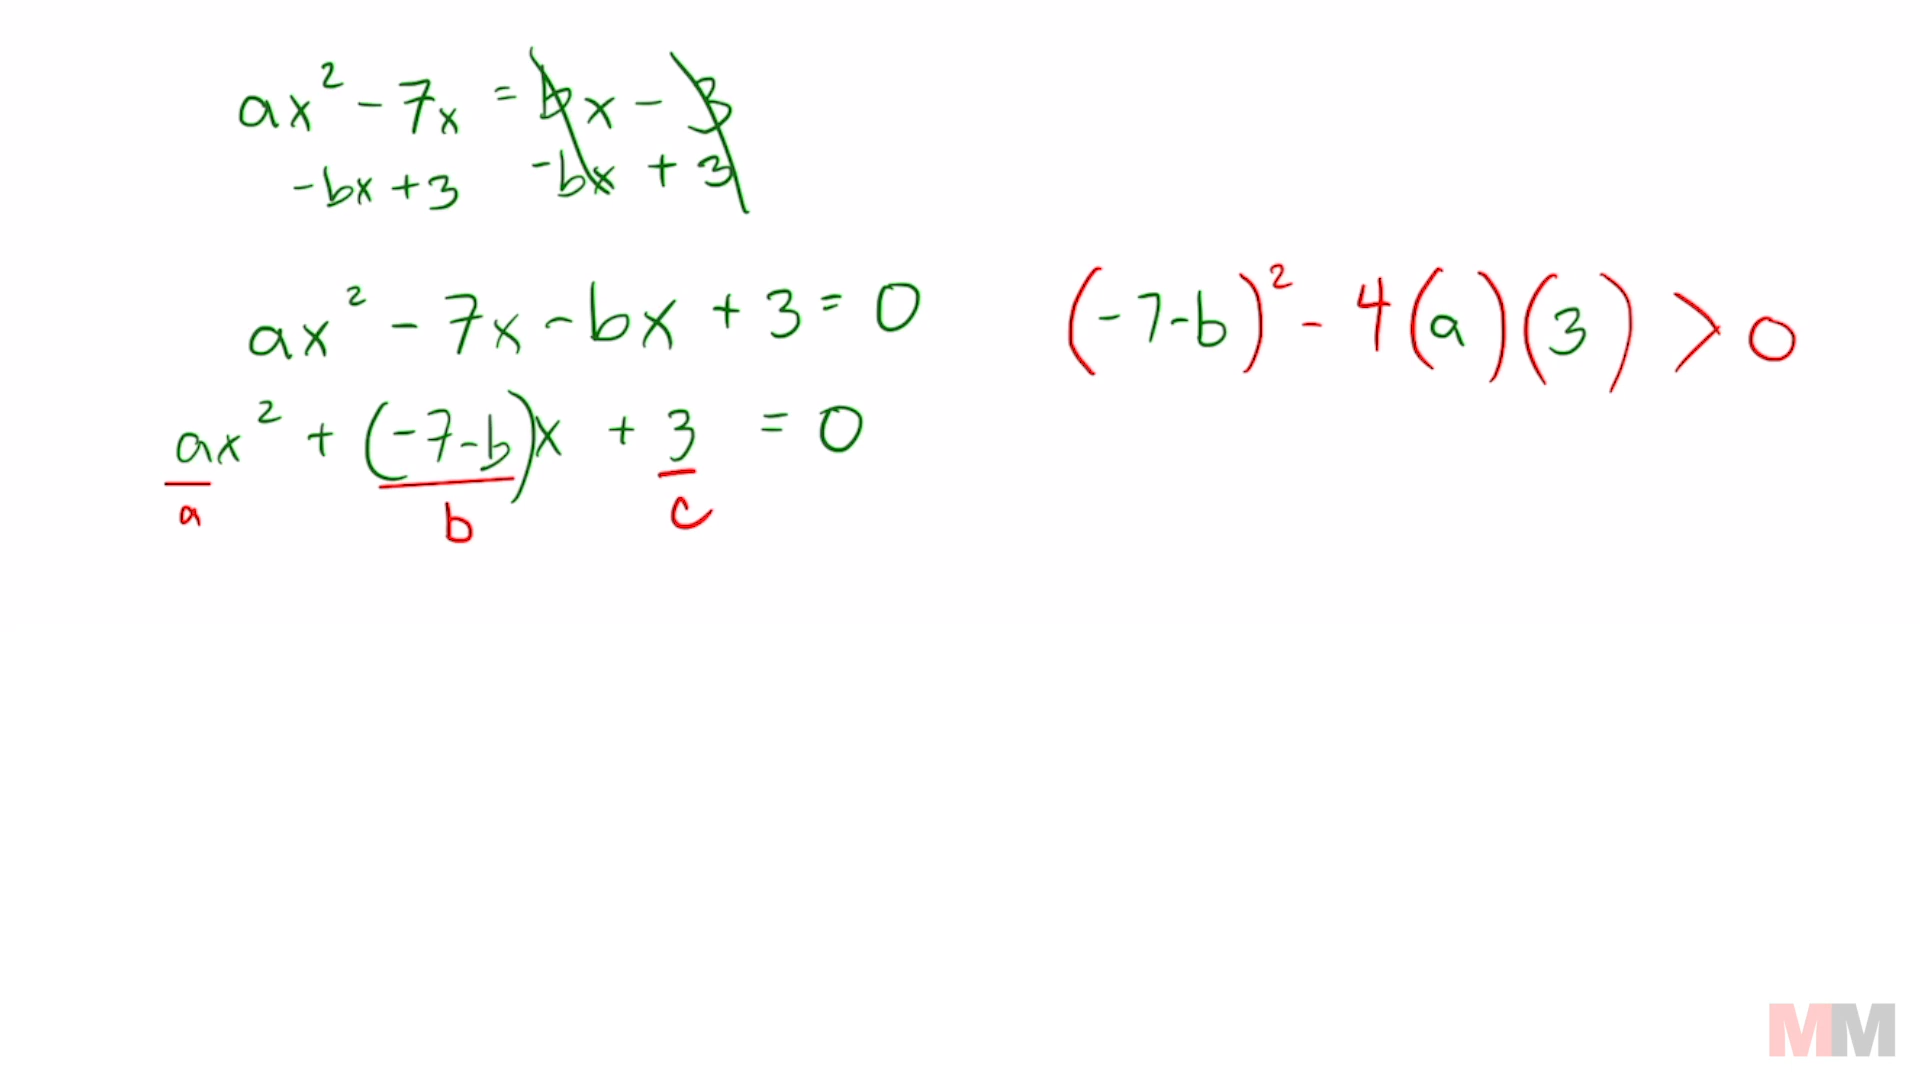 ax² - 7x = bx - 3
-bx + 3 -bx + 3
ax² - 7x - bx + 3 = 0
(-7-b)² - 4(a)(3) > 0
ax² + (-7-b)x + 3 = 0
a b c
MM